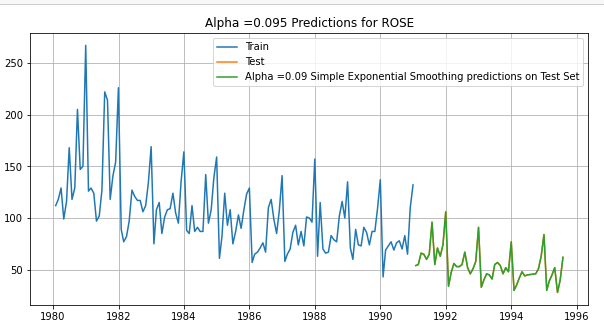 Alpha =0.095 Predictions for ROSE
Train
Test
Alpha =0.09 Simple Exponential Smoothing predictions on Test Set
250
200
150
100
50
1980 1982 1984 1986 1988 1990 1992 1994 1996